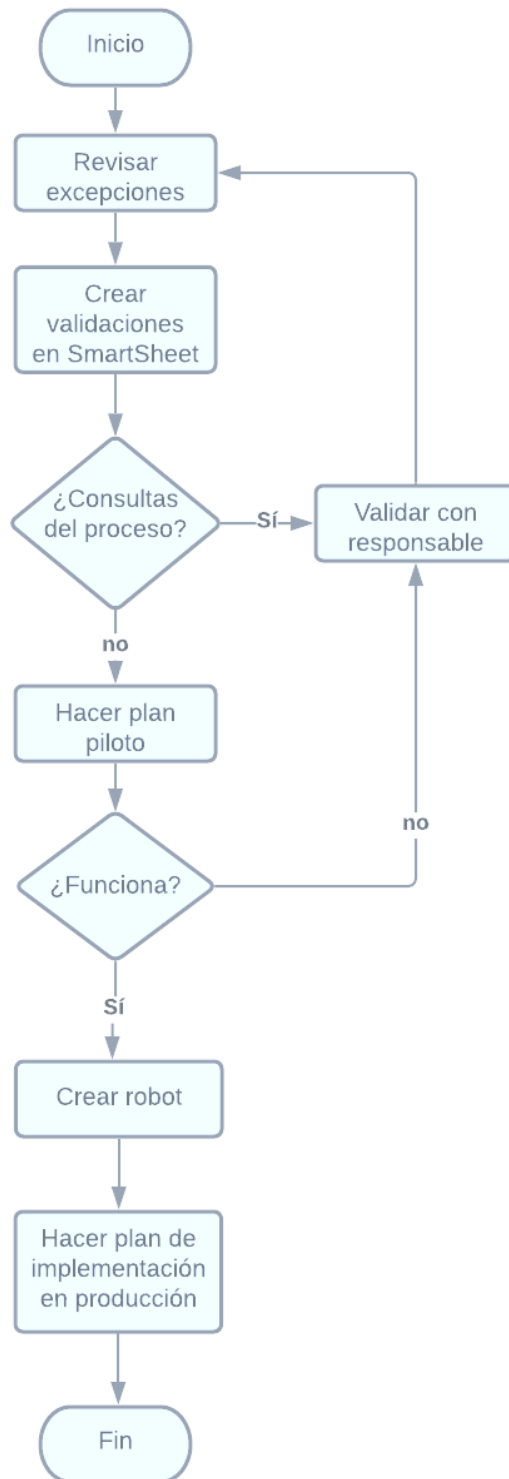 Inicio
Revisar
excepciones
Crear
validaciones
en SmartSheet
¿Consultas
del proceso?
Sí
Validar con
responsable
no
Hacer plan
piloto
no
¿Funciona?
Sí
Crear robot
Hacer plan de
implementación
en producción
Fin